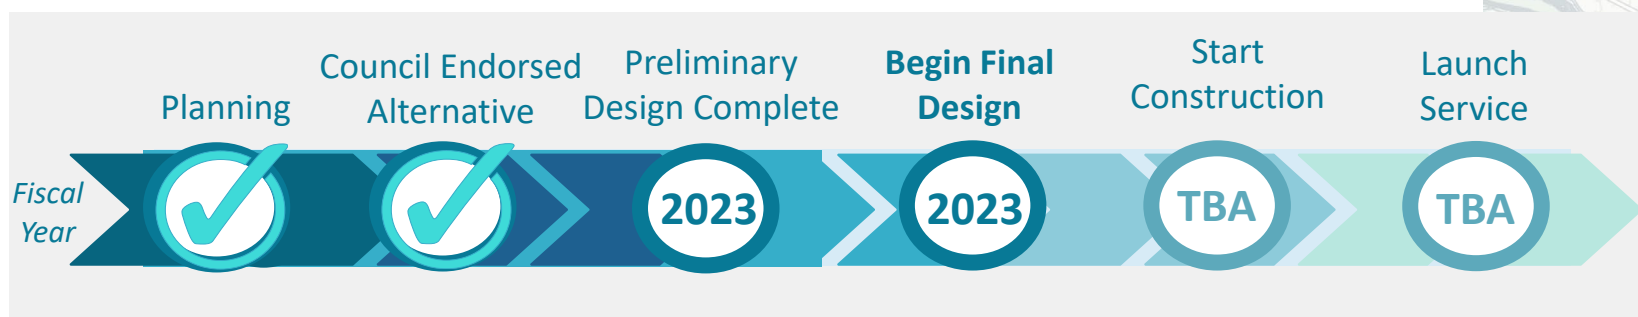 Planning
Council Endorsed
Alternative
Preliminary
Design Complete
Begin Final
Design
Start
Construction
Launch
Service
Fiscal
Year
2023
2023
TBA
TBA